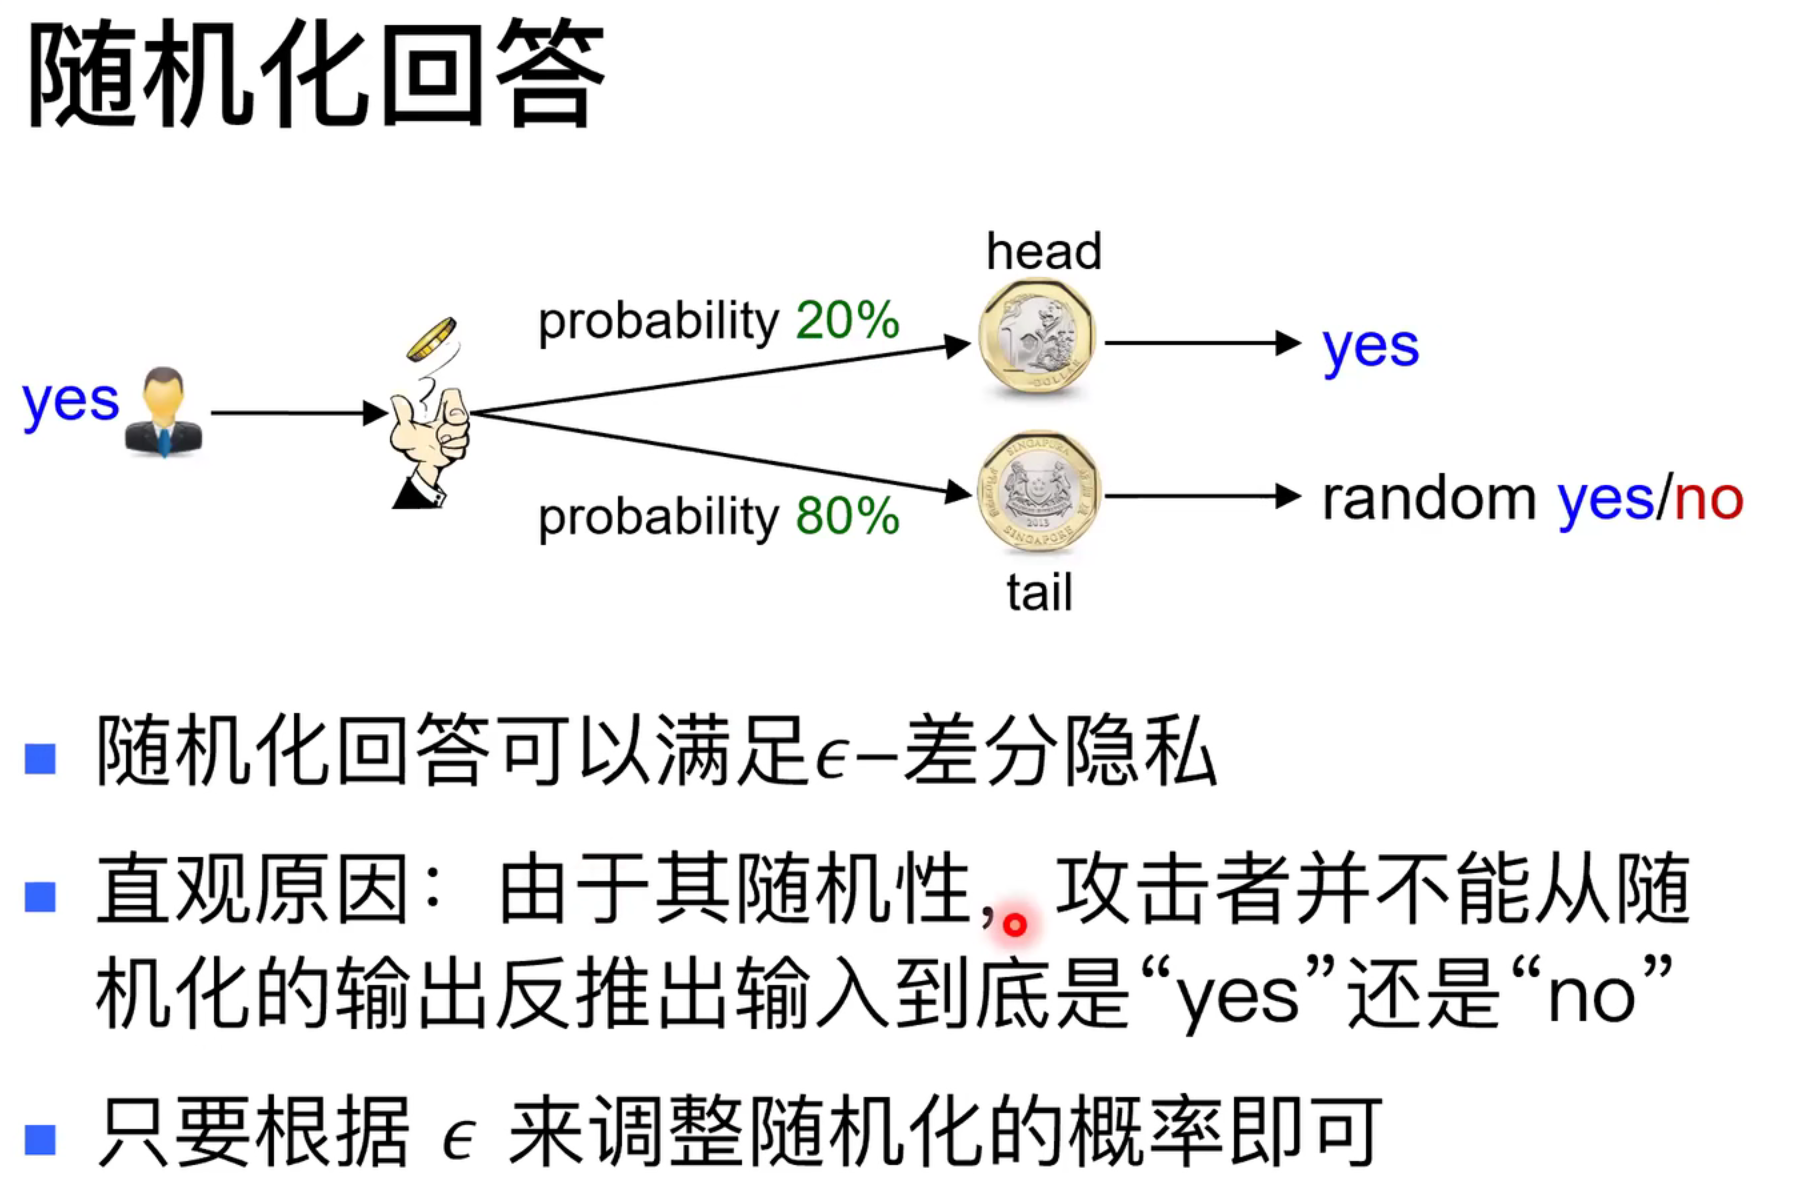 随机化回答
head
probability 20%
yes
yes
random yes/no
probability 80%
tail
随机化回答可以满足ϵ–差分隐私
直观原因：由于其随机性，攻击者并不能从随
机化的输出反推出输入到底是“yes”还是“no”
只要根据 ϵ 来调整随机化的概率即可